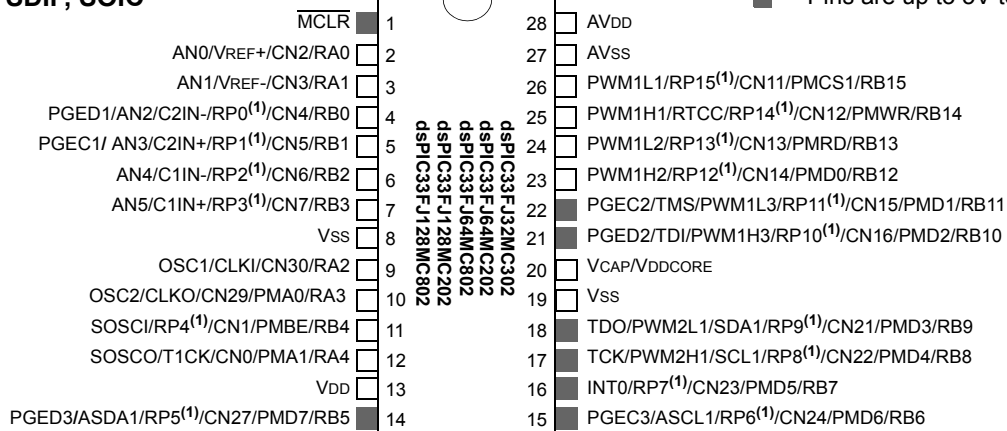 MCLR 1
AN0/VREF+/CN2/RA0 2
AN1/VREF-/CN3/RA1 3
PGED1/AN2/C2IN-/RP0(1)/CN4/RB0 4
PGEC1/ AN3/C2IN+/RP1(1)/CN5/RB1 5
AN4/C1IN-/RP2(1)/CN6/RB2 6
AN5/C1IN+/RP3(1)/CN7/RB3 7
VSS 8
OSC1/CLKI/CN30/RA2 9
OSC2/CLKO/CN29/PMA0/RA3 10
SOSCI/RP4(1)/CN1/PMBE/RB4 11
SOSCO/T1CK/CN0/PMA1/RA4 12
VDD 13
PGED3/ASDA1/RP5(1)/CN27/PMD7/RB5 14
dsPIC33FJ32MC302
dsPIC33FJ64MC202
dsPIC33FJ64MC802
dsPIC33FJ128MC202
dsPIC33FJ128MC802
Pins are up to 5V
28 AVDD
27 AVSS
26 PWM1L1/RP15(1)/CN11/PMCS1/RB15
25 PWM1H1/RTCC/RP14(1)/CN12/PMWR/RB14
24 PWM1L2/RP13(1)/CN13/PMRD/RB13
23 PWM1H2/RP12(1)/CN14/PMD0/RB12
22 PGEC2/TMS/PWM1L3/RP11(1)/CN15/PMD1/RB11
21 PGED2/TDI/PWM1H3/RP10(1)/CN16/PMD2/RB10
20 VCAP/VDDCORE
19 VSS
18 TDO/PWM2L1/SDA1/RP9(1)/CN21/PMD3/RB9
17 TCK/PWM2H1/SCL1/RP8(1)/CN22/PMD4/RB8
16 INT0/RP7(1)/CN23/PMD5/RB7
15 PGEC3/ASCL1/RP6(1)/CN24/PMD6/RB6